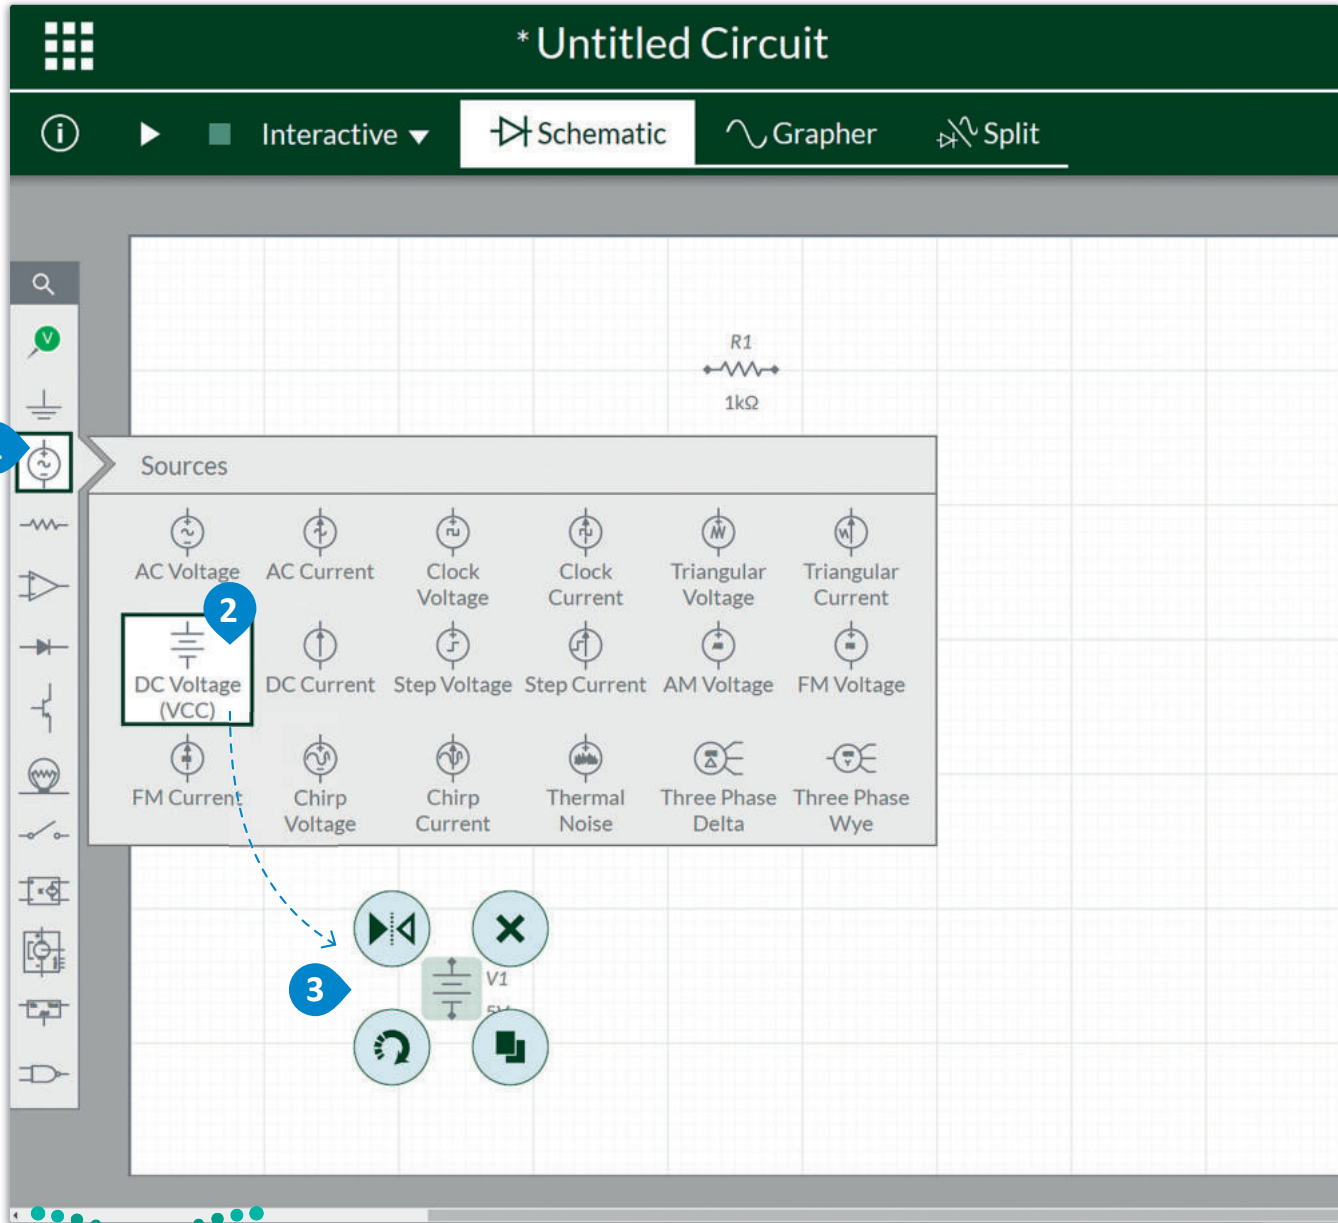 * Untitled Circuit
Interactive
Schematic
Grapher
Split
V
R1
1kΩ
Sources
AC Voltage
AC Current
Clock
Voltage
Clock
Current
Triangular
Voltage
Triangular
Current
2
DC Voltage
(VCC)
DC Current
Step Voltage
Step Current
AM Voltage
FM Voltage
FM Current
Chirp
Voltage
Chirp
Current
Thermal
Noise
Three Phase
Delta
Three Phase
Wye
3
V1